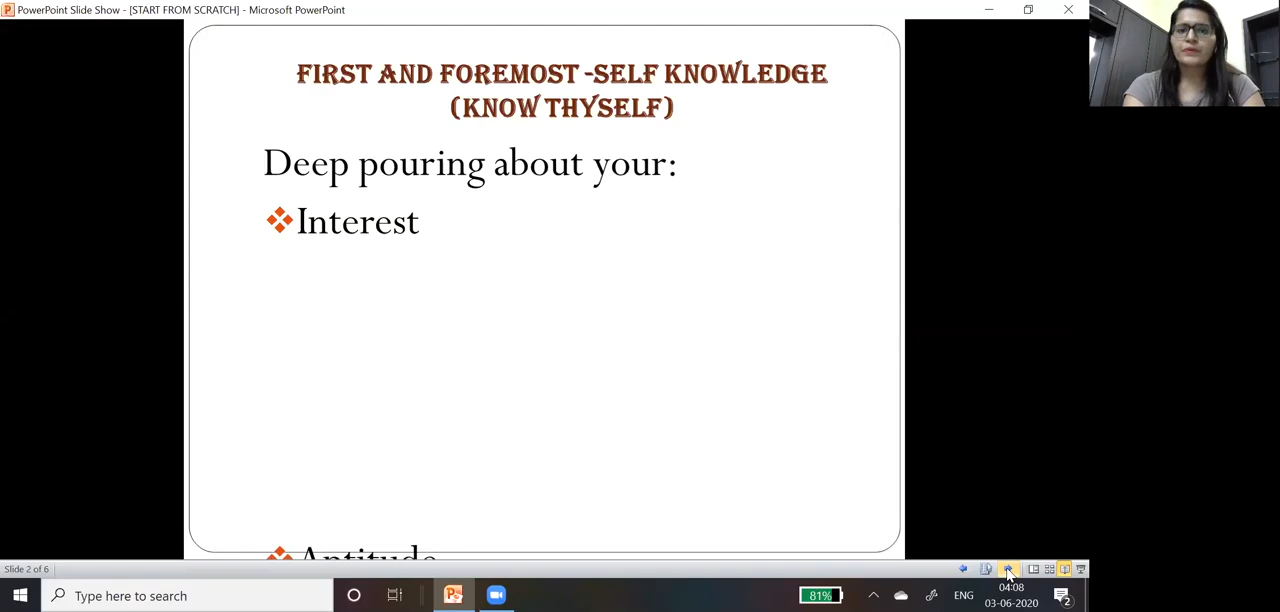 PowerPoint Slide Show - [START FROM SCRATCH] - Microsoft PowerPoint
FIRST AND FOREMOST -SELF KNOWLEDGE
(KNOW THYSELF)
Deep pouring about your:
Interest
Aptitude
Slide 2 of 6
Type here to search
81%
ENG
04:08
03-06-2020
2